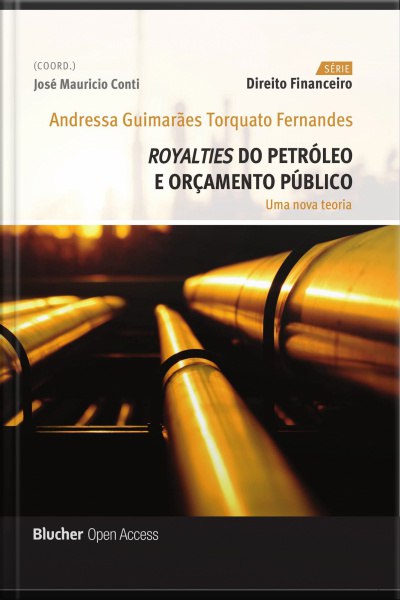 (COORD.)
José Mauricio Conti
SÉRIE
Direito Financeiro
Andressa Guimarães Torquato Fernandes
ROYALTIES DO PETRÓLEO
E ORÇAMENTO PÚBLICO
Uma nova teoria
Blucher Open Access